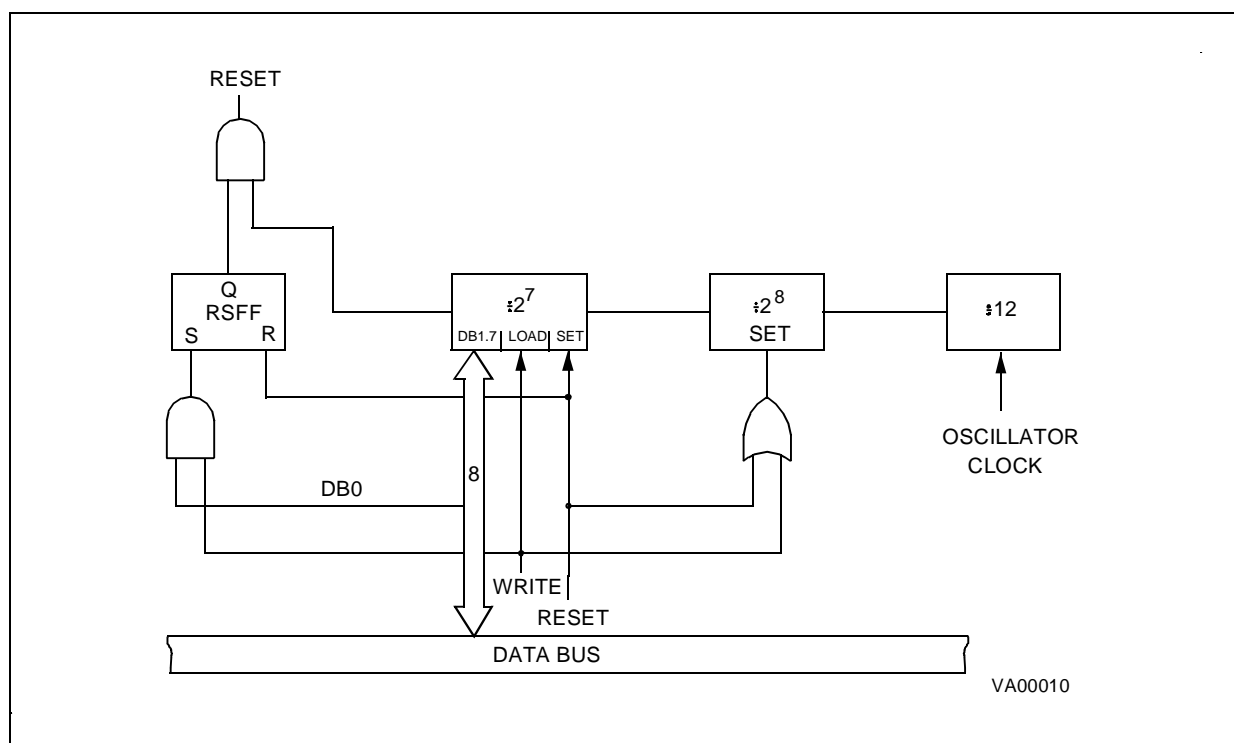 RESET
Q
RSFF
S R
÷2⁷
DB1.7 LOAD SET
÷2⁸
SET
÷12
OSCILLATOR
CLOCK
DB0
8
WRITE
RESET
DATA BUS
VA00010